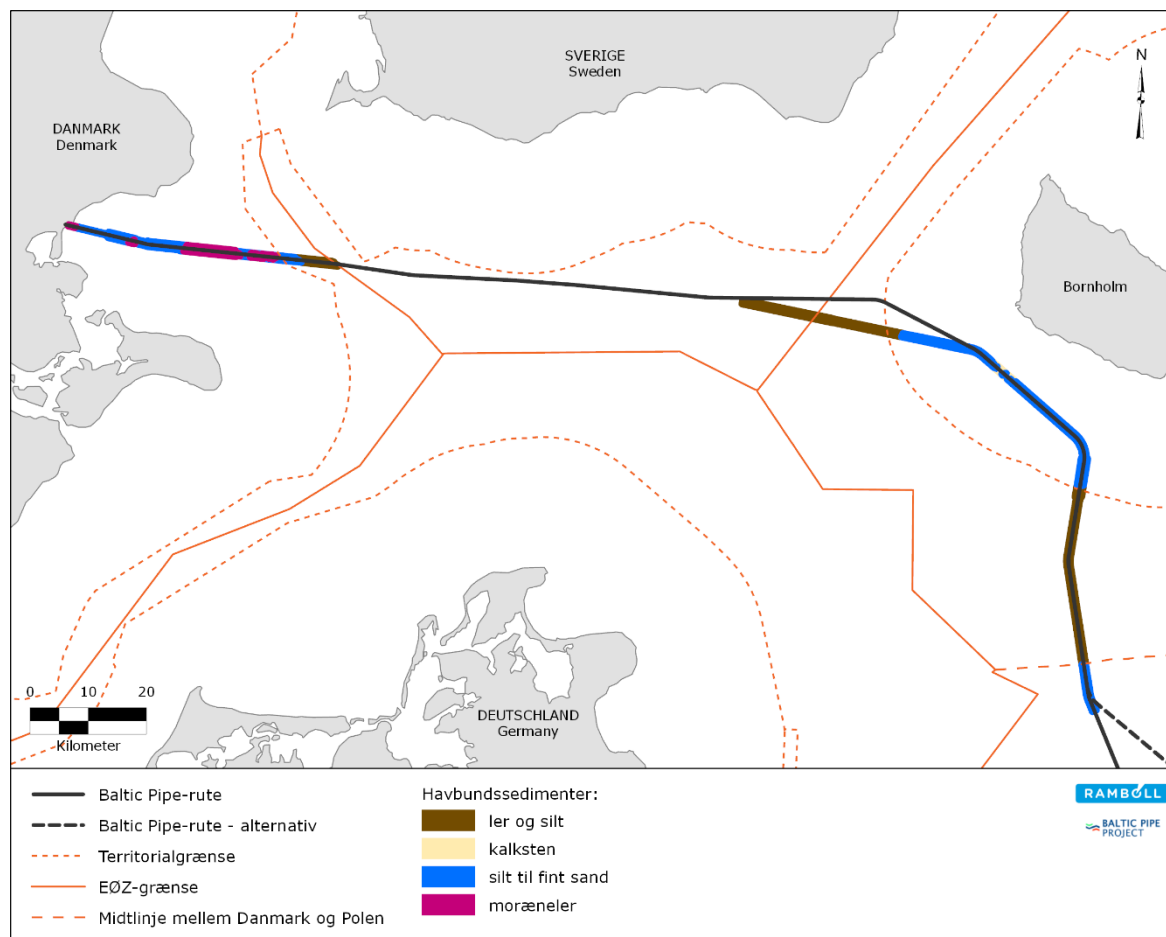 SVERIGE
Sweden
N
DANMARK
Denmark
Bornholm
0 10 20
Kilometer
DEUTSCHLAND
Germany
Baltic Pipe-rute
Baltic Pipe-rute - alternativ
Territorialgrænse
EØZ-grænse
Midtlinje mellem Danmark og Polen
Havbundssedimenter:
ler og silt
kalksten
silt til fint sand
moræneler
RAMBOLL
BALTIC PIPE
PROJECT